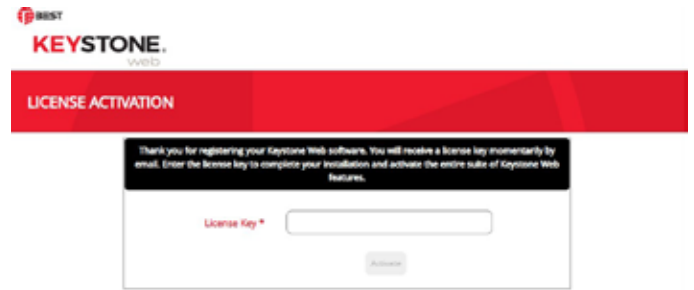 BEST
KEYSTONE.
web
LICENSE ACTIVATION
Thank you for registering your Keystone Web software. You will receive a license key momentarily by
email. Enter the license key to complete your installation and activate the entire suite of Keystone Web
features.
License Key *
Activate